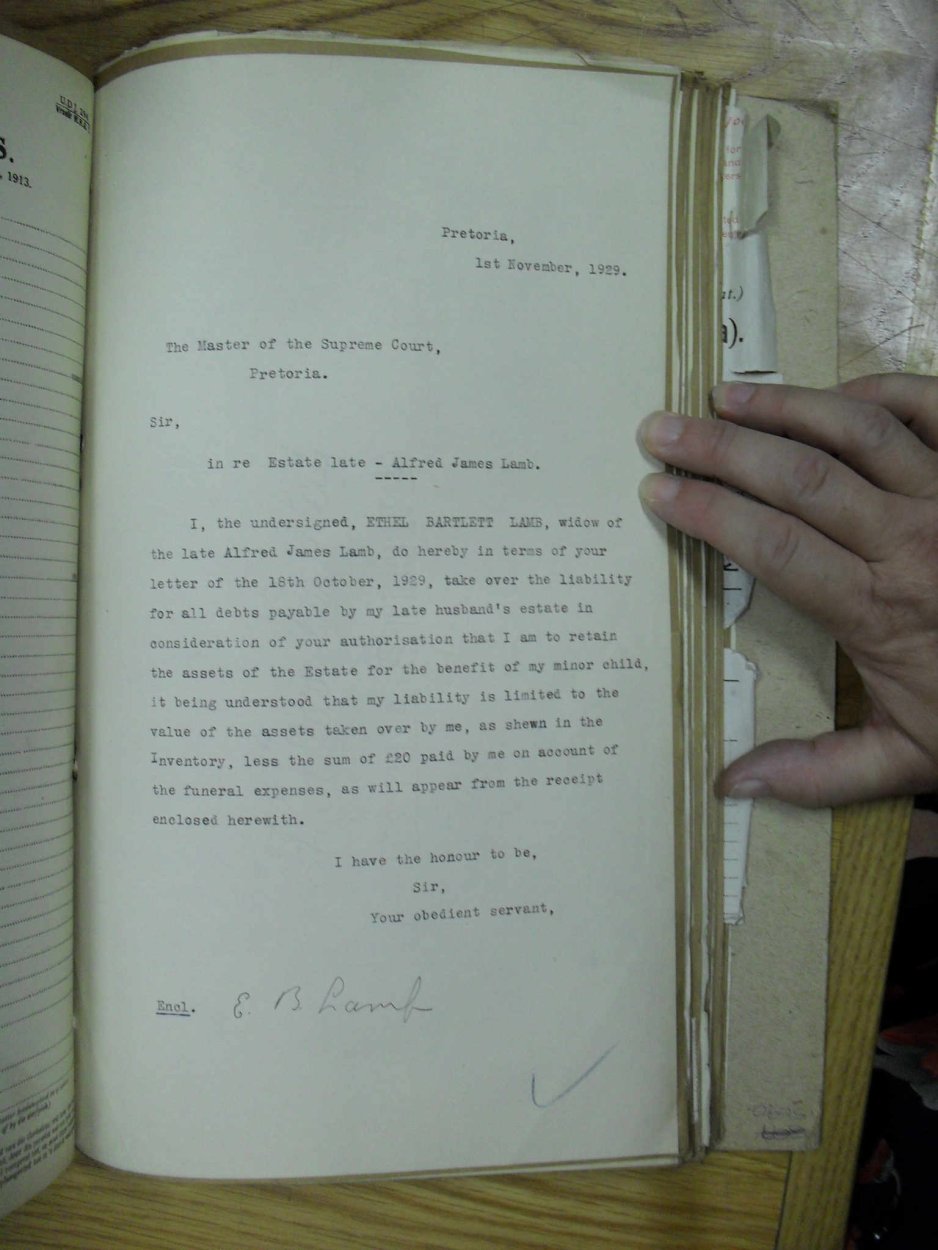 U.D.J. 
S.
, 1913.
Pretoria,
1st November, 1929.
The Master of the Supreme Court,
Pretoria.
Sir,
in re Estate late - Alfred James Lamb.
-----
I, the undersigned, ETHEL BARTLETT LAMB, widow of
the late Alfred James Lamb, do hereby in terms of your
letter of the 18th October, 1929, take over the liability
for all debts payable by my late husband's estate in
consideration of your authorisation that I am to retain
the assets of the Estate for the benefit of my minor child,
it being understood that my liability is limited to the
value of the assets taken over by me, as shewn in the
Inventory, less the sum of £20 paid by me on account of
the funeral expenses, as will appear from the receipt
enclosed herewith.
I have the honour to be,
Sir,
Your obedient servant,
Encl. E. B Lamb